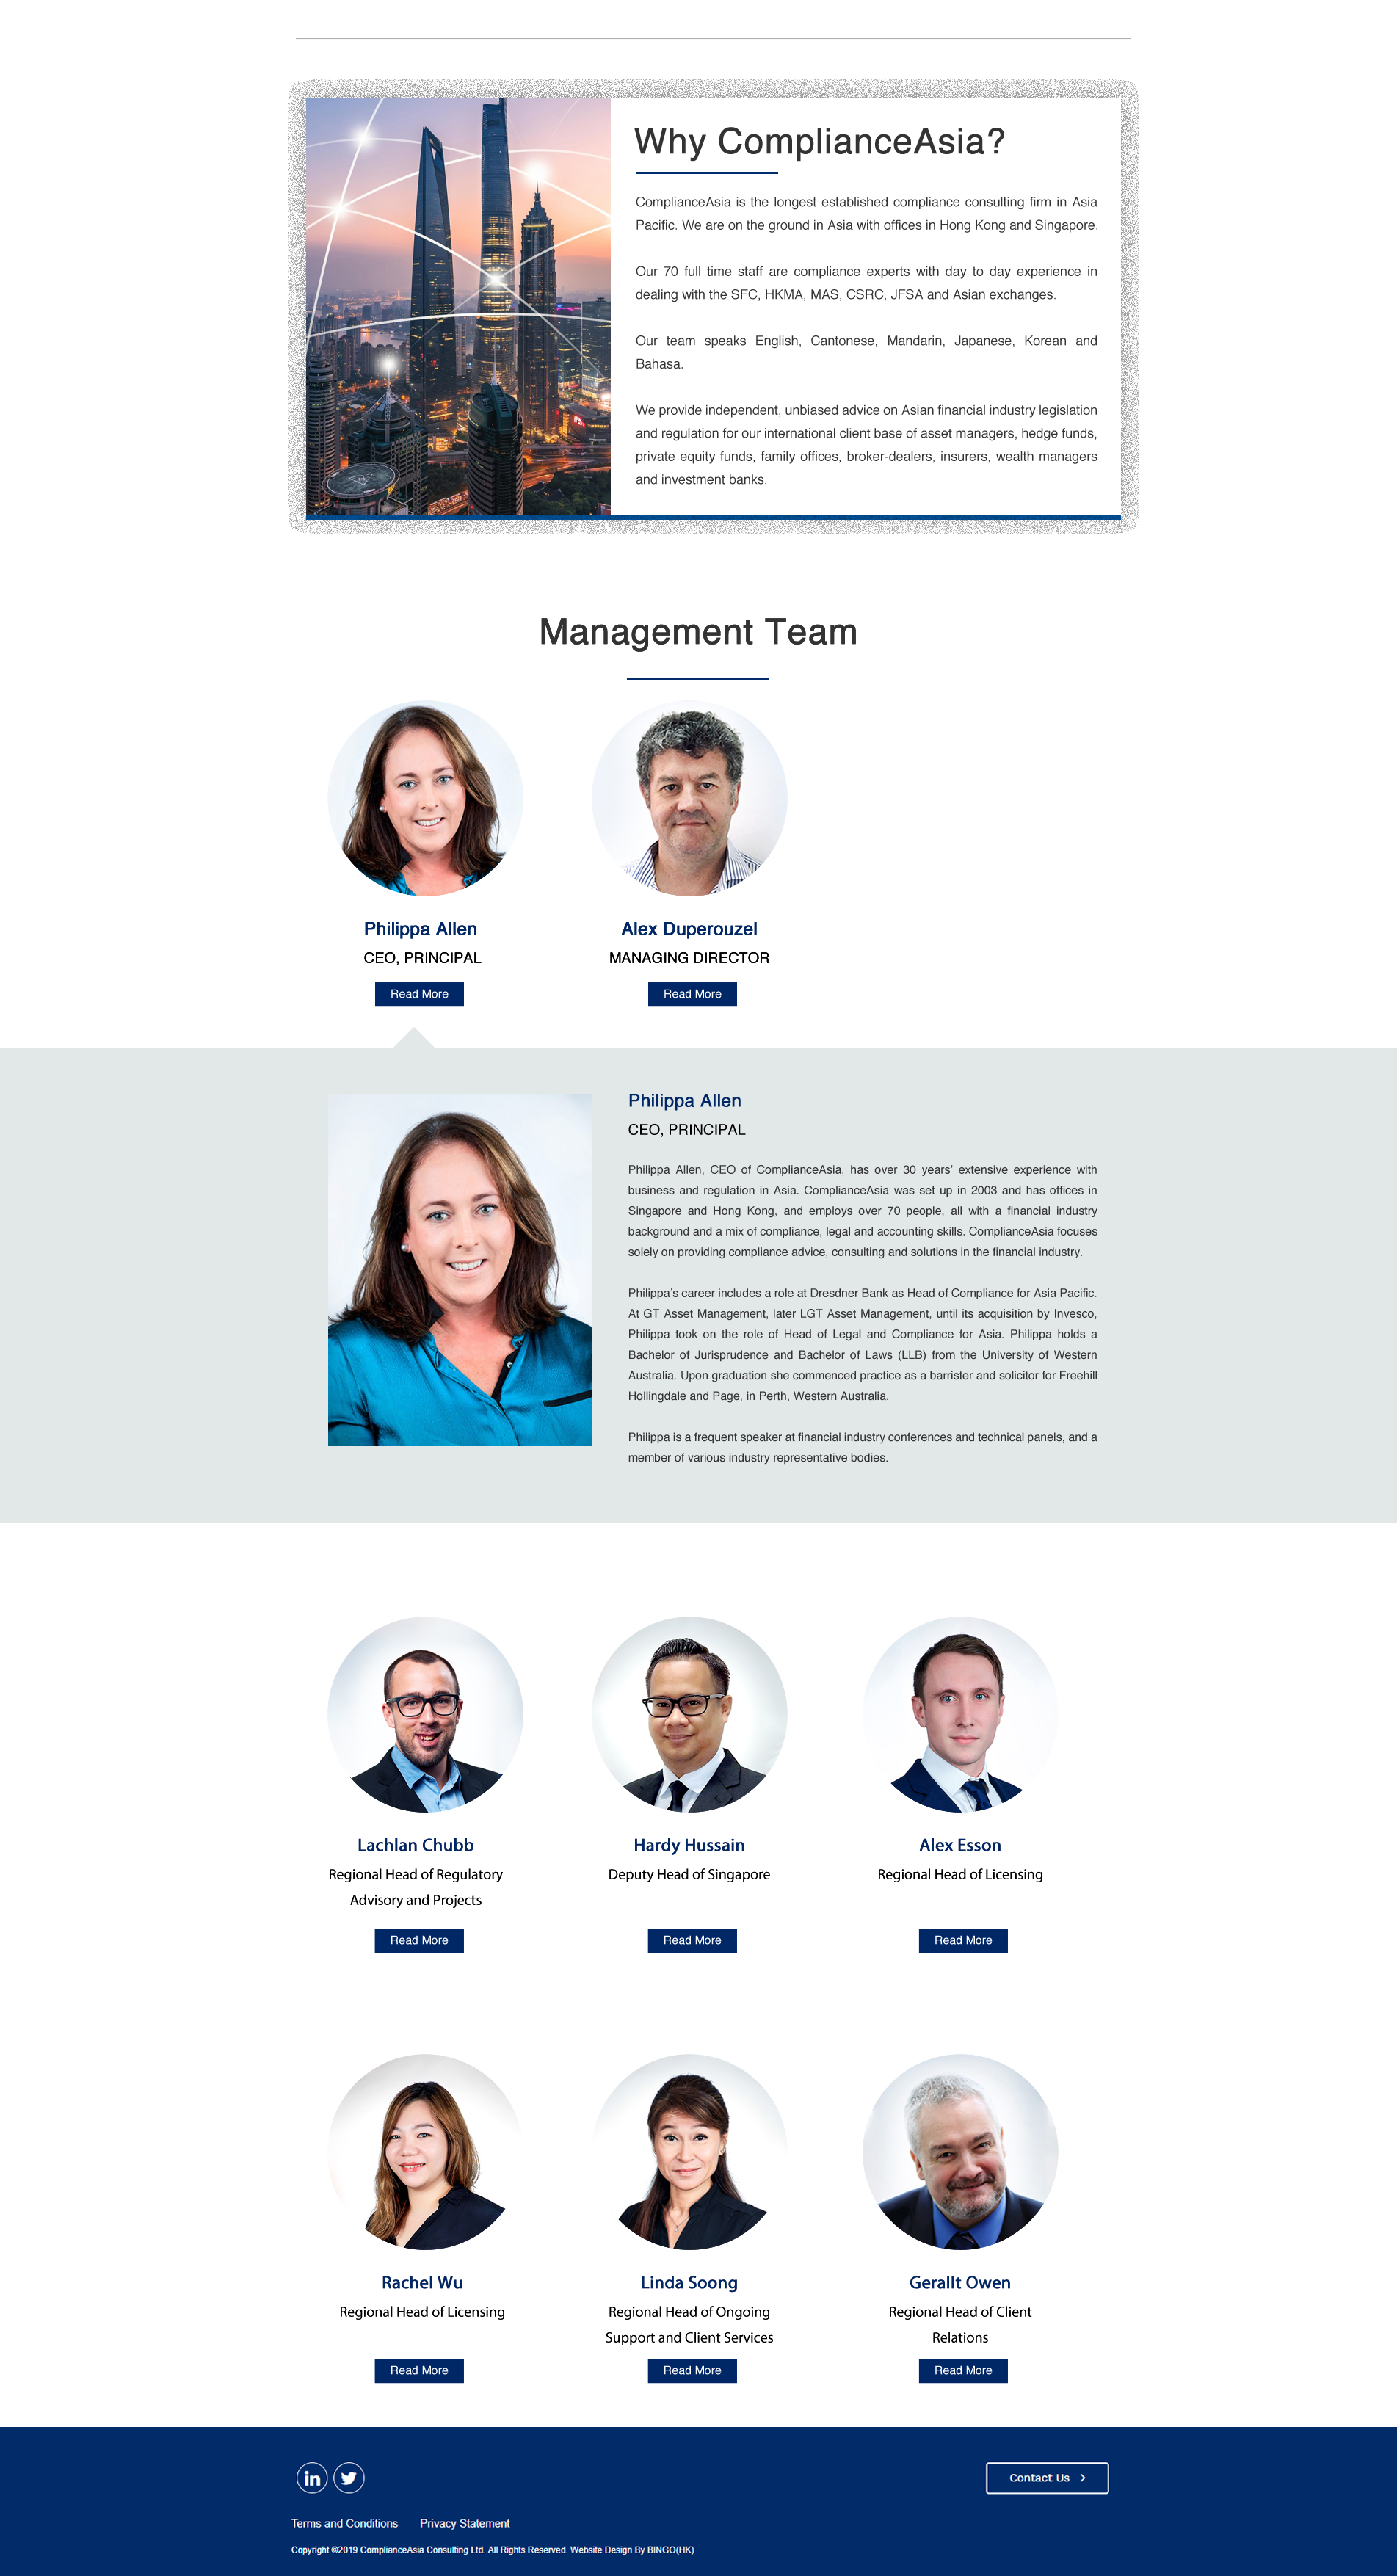 Why ComplianceAsia?
ComplianceAsia is the longest established compliance consulting firm in Asia
Pacific. We are on the ground in Asia with offices in Hong Kong and Singapore.
Our 70 full time staff are compliance experts with day to day experience in
dealing with the SFC, HKMA, MAS, CSRC, JFSA and Asian exchanges.
Our team speaks English, Cantonese, Mandarin, Japanese, Korean and
Bahasa.
We provide independent, unbiased advice on Asian financial industry legislation
and regulation for our international client base of asset managers, hedge funds,
private equity funds, family offices, broker-dealers, insurers, wealth managers
and investment banks.
Management Team
Philippa Allen
CEO, PRINCIPAL
Read More
Alex Duperouzel
MANAGING DIRECTOR
Read More
Philippa Allen
CEO, PRINCIPAL
Philippa Allen, CEO of ComplianceAsia, has over 30 years’ extensive experience with
business and regulation in Asia. ComplianceAsia was set up in 2003 and has offices in
Singapore and Hong Kong, and employs over 70 people, all with a financial industry
background and a mix of compliance, legal and accounting skills. ComplianceAsia focuses
solely on providing compliance advice, consulting and solutions in the financial industry.
Philippa’s career includes a role at Dresdner Bank as Head of Compliance for Asia Pacific.
At GT Asset Management, later LGT Asset Management, until its acquisition by Invesco,
Philippa took on the role of Head of Legal and Compliance for Asia. Philippa holds a
Bachelor of Jurisprudence and Bachelor of Laws (LLB) from the University of Western
Australia. Upon graduation she commenced practice as a barrister and solicitor for Freehill
Hollingdale and Page, in Perth, Western Australia.
Philippa is a frequent speaker at financial industry conferences and technical panels, and a
member of various industry representative bodies.
Lachlan Chubb
Regional Head of Regulatory
Advisory and Projects
Read More
Hardy Hussain
Deputy Head of Singapore
Read More
Alex Esson
Regional Head of Licensing
Read More
Rachel Wu
Regional Head of Licensing
Read More
Linda Soong
Regional Head of Ongoing
Support and Client Services
Read More
Gerallt Owen
Regional Head of Client
Relations
Read More
in
Contact Us >
Terms and Conditions Privacy Statement
Copyright ©2019 ComplianceAsia Consulting Ltd. All Rights Reserved. Website Design By BINGO(HK)